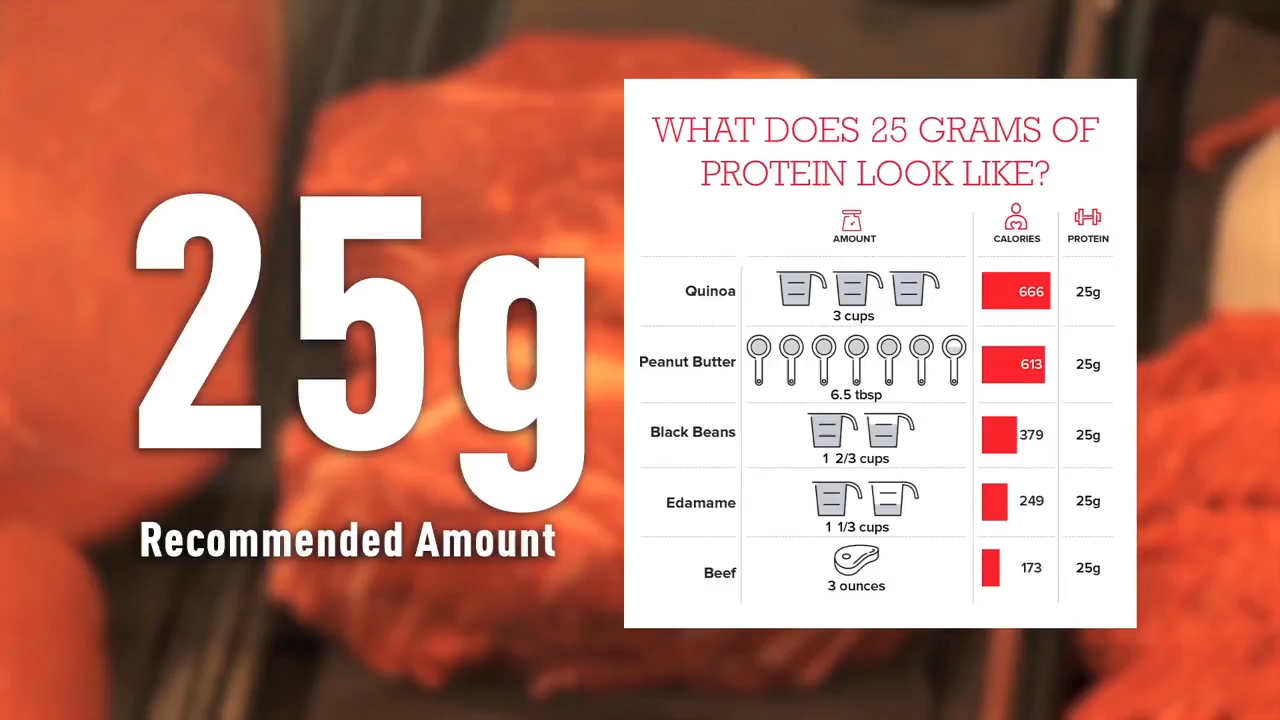 25g
Recommended Amount
WHAT DOES 25 GRAMS OF
PROTEIN LOOK LIKE?
AMOUNT CALORIES PROTEIN
Quinoa 3 cups 666 25g
Peanut Butter 6.5 tbsp 613 25g
Black Beans 1 2/3 cups 379 25g
Edamame 1 1/3 cups 249 25g
Beef 3 ounces 173 25g